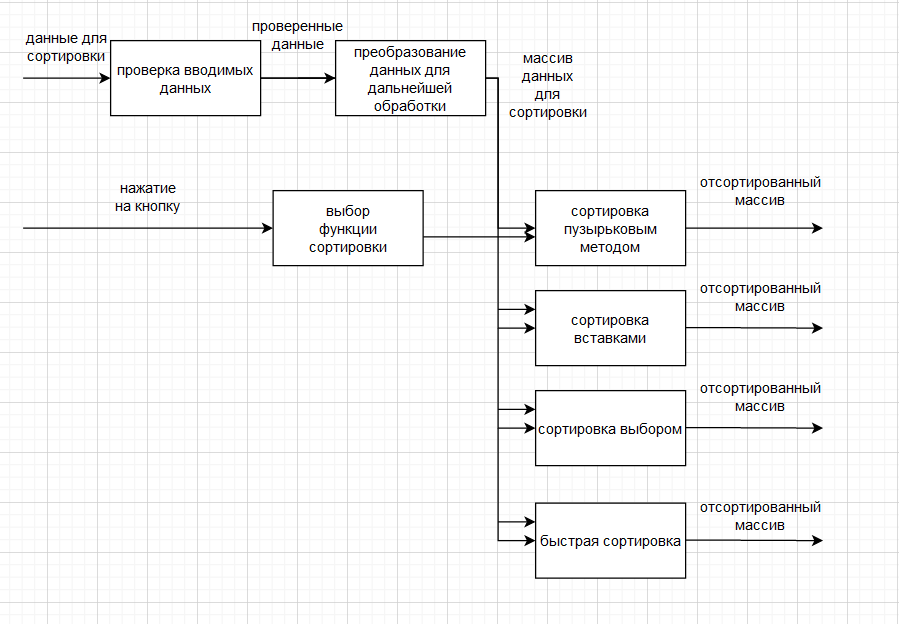 данные для
сортировки
проверка вводимых
данных
проверенные
данные
преобразование
данных для
дальнейшей
обработки
массив
данных
для
сортировки
нажатие
на кнопку
выбор
функции
сортировки
сортировка
пузырьковым
методом
отсортированный
массив
сортировка
вставками
отсортированный
массив
сортировка выбором
отсортированный
массив
быстрая сортировка
отсортированный
массив